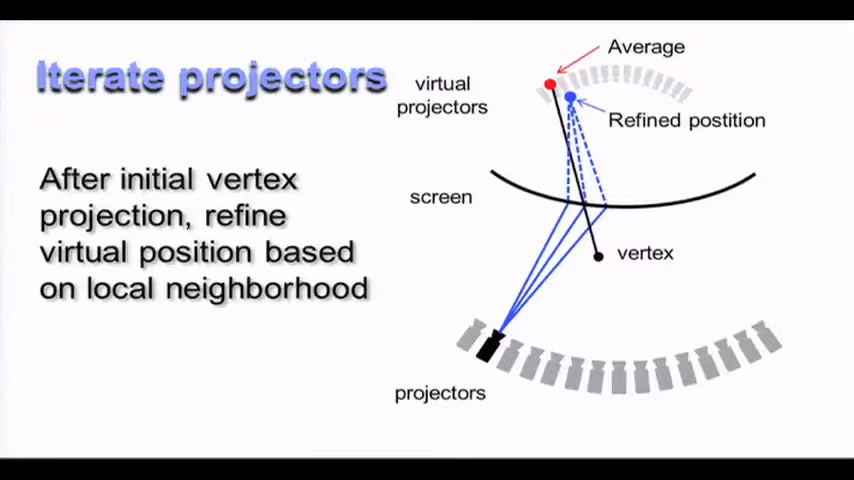 Iterate projectors
After initial vertex
projection, refine
virtual position based
on local neighborhood
Average
virtual
projectors
Refined postition
screen
vertex
projectors